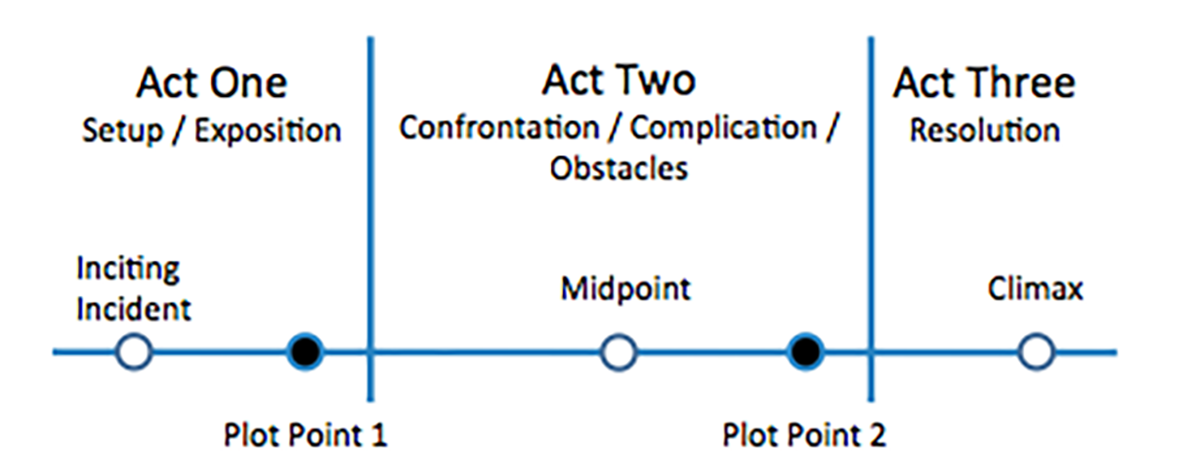 Act One
Setup / Exposition
Act Two
Confrontation / Complication /
Obstacles
Act Three
Resolution
Inciting
Incident
Midpoint
Climax
Plot Point 1
Plot Point 2